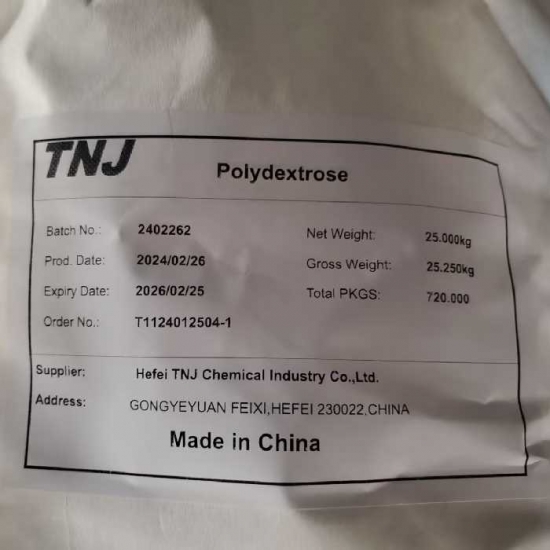 TNJ Polydextrose
Batch No.: 2402262 Net Weight: 25.000kg
Prod. Date: 2024/02/26 Gross Weight: 25.250kg
Expiry Date: 2026/02/25 Total PKGS: 720.000
Order No.: T1124012504-1
Supplier: Hefei TNJ Chemical Industry Co.,Ltd.
Address: GONGYEYUAN FEIXI,HEFEI 230022,CHINA
Made in China